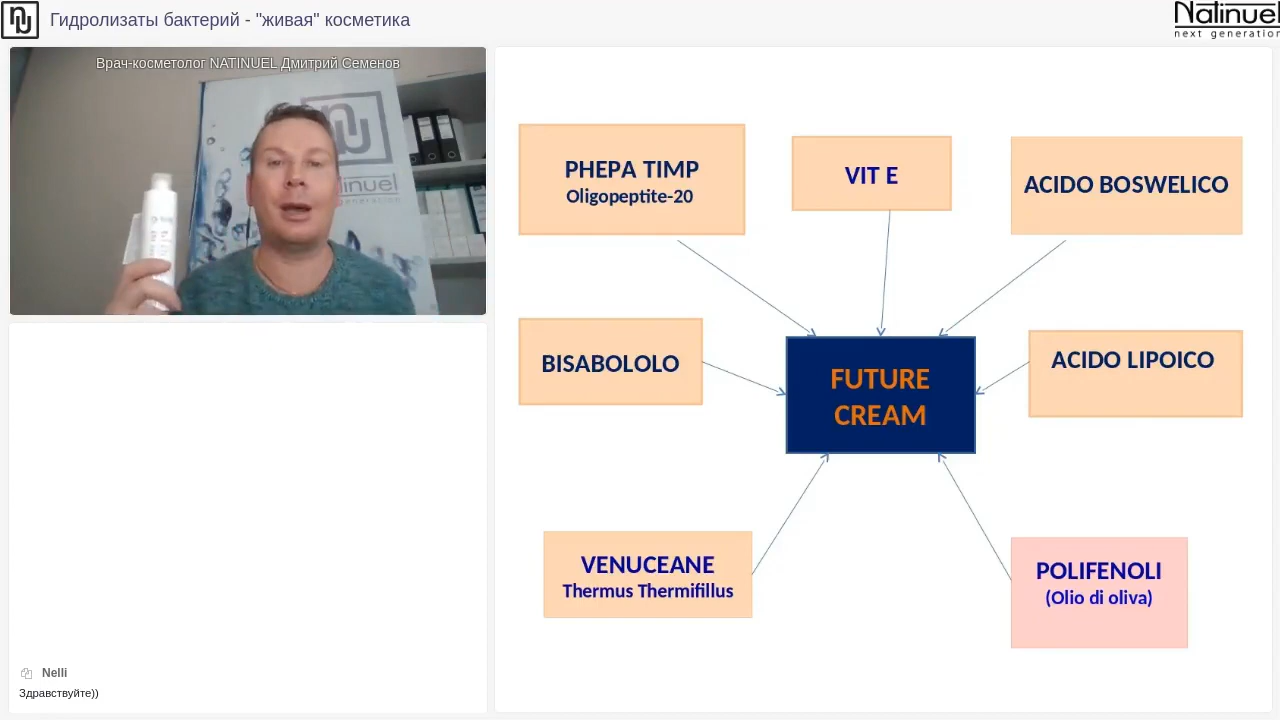 Гидролизаты бактерий - "живая" косметика
Natinuel
next generation
Врач-косметолог NATINUEL Дмитрий Семенов
PHEPA TIMP
Oligopeptite-20
VIT E
ACIDO BOSWELICO
BISABOLOLO
FUTURE
CREAM
ACIDO LIPOICO
VENUCEANE
Thermus Thermifillus
POLIFENOLI
(Olio di oliva)
Nelli
Здравствуйте))